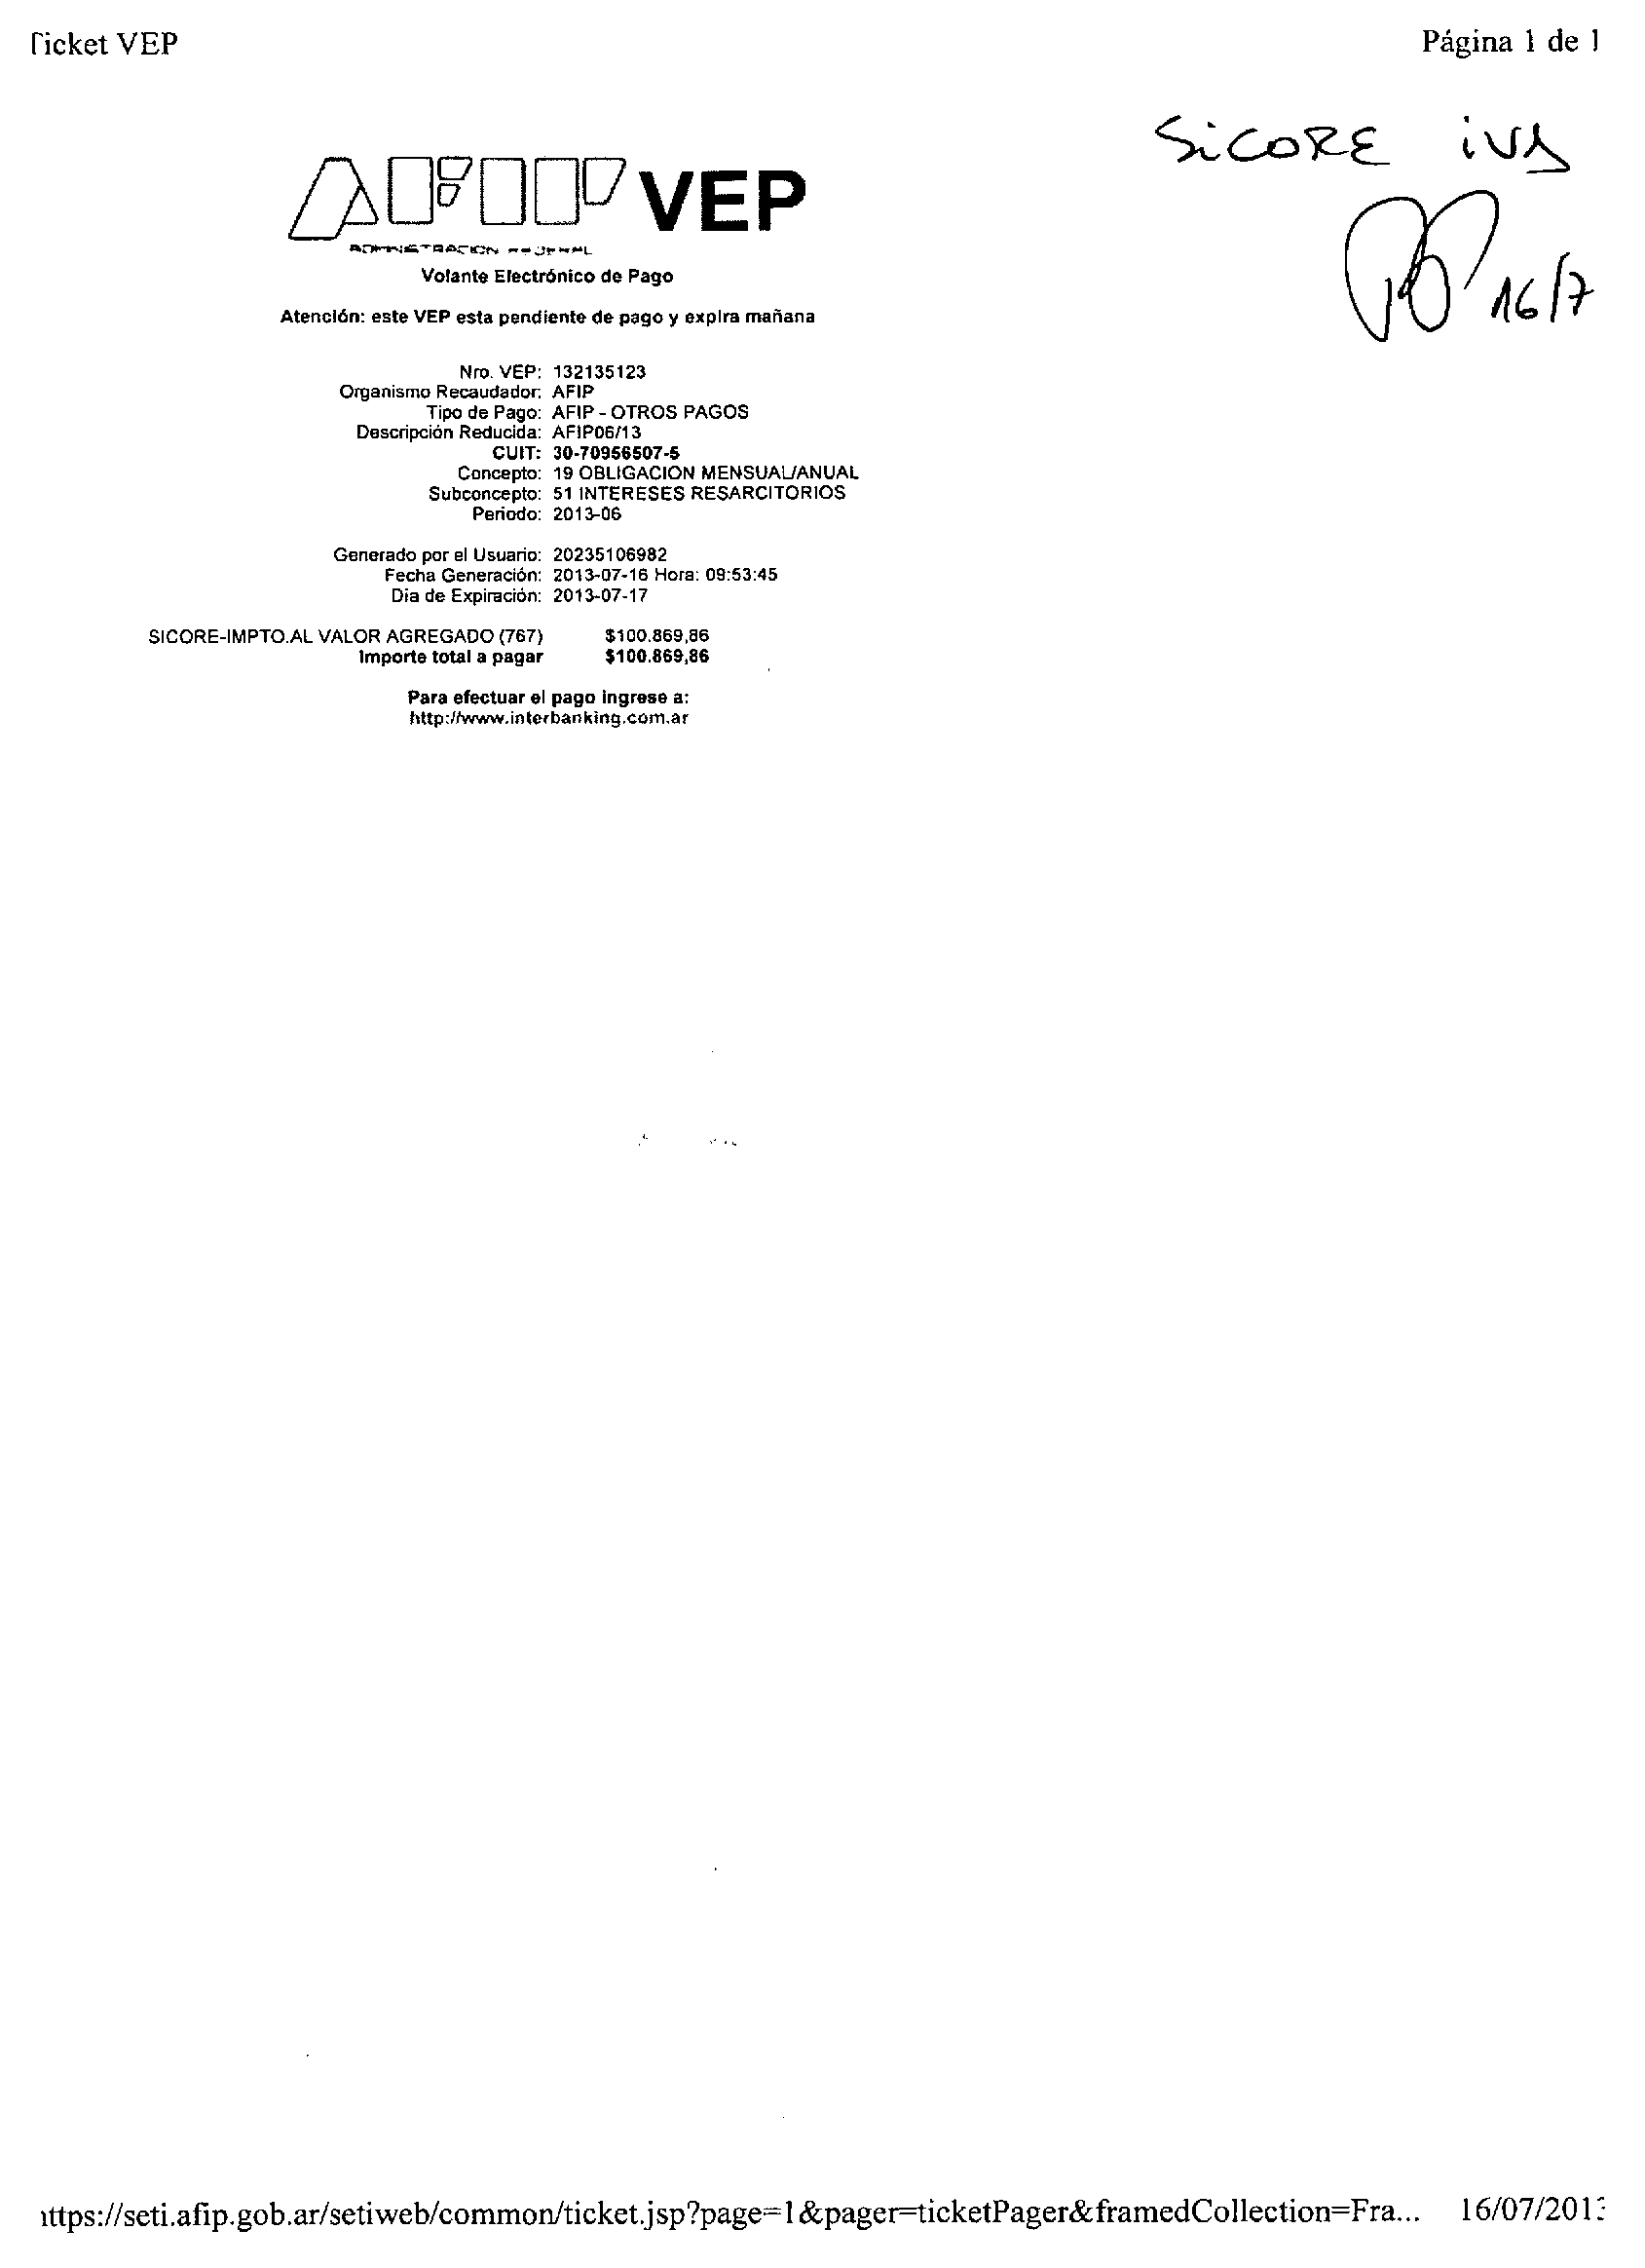 Ticket VEP
Página 1 de 1
SiCORE iVA
16/7
AFIP VEP
ADMINISTRACION FEDERAL
Volante Electrónico de Pago
Atención: este VEP esta pendiente de pago y expira mañana
Nro. VEP: 132135123
Organismo Recaudador: AFIP
Tipo de Pago: AFIP - OTROS PAGOS
Descripción Reducida: AFIP06/13
CUIT: 30-70956507-5
Concepto: 19 OBLIGACION MENSUAL/ANUAL
Subconcepto: 51 INTERESES RESARCITORIOS
Periodo: 2013-06
Generado por el Usuario: 20235106982
Fecha Generación: 2013-07-16 Hora: 09:53:45
Dia de Expiración: 2013-07-17
SICORE-IMPTO.AL VALOR AGREGADO (767) $100.869,86
Importe total a pagar $100.869,86
Para efectuar el pago ingrese a:
http://www.interbanking.com.ar
https://seti.afip.gob.ar/setiweb/common/ticket.jsp?page=1&pager=ticketPager&framedCollection=Fra... 16/07/2013